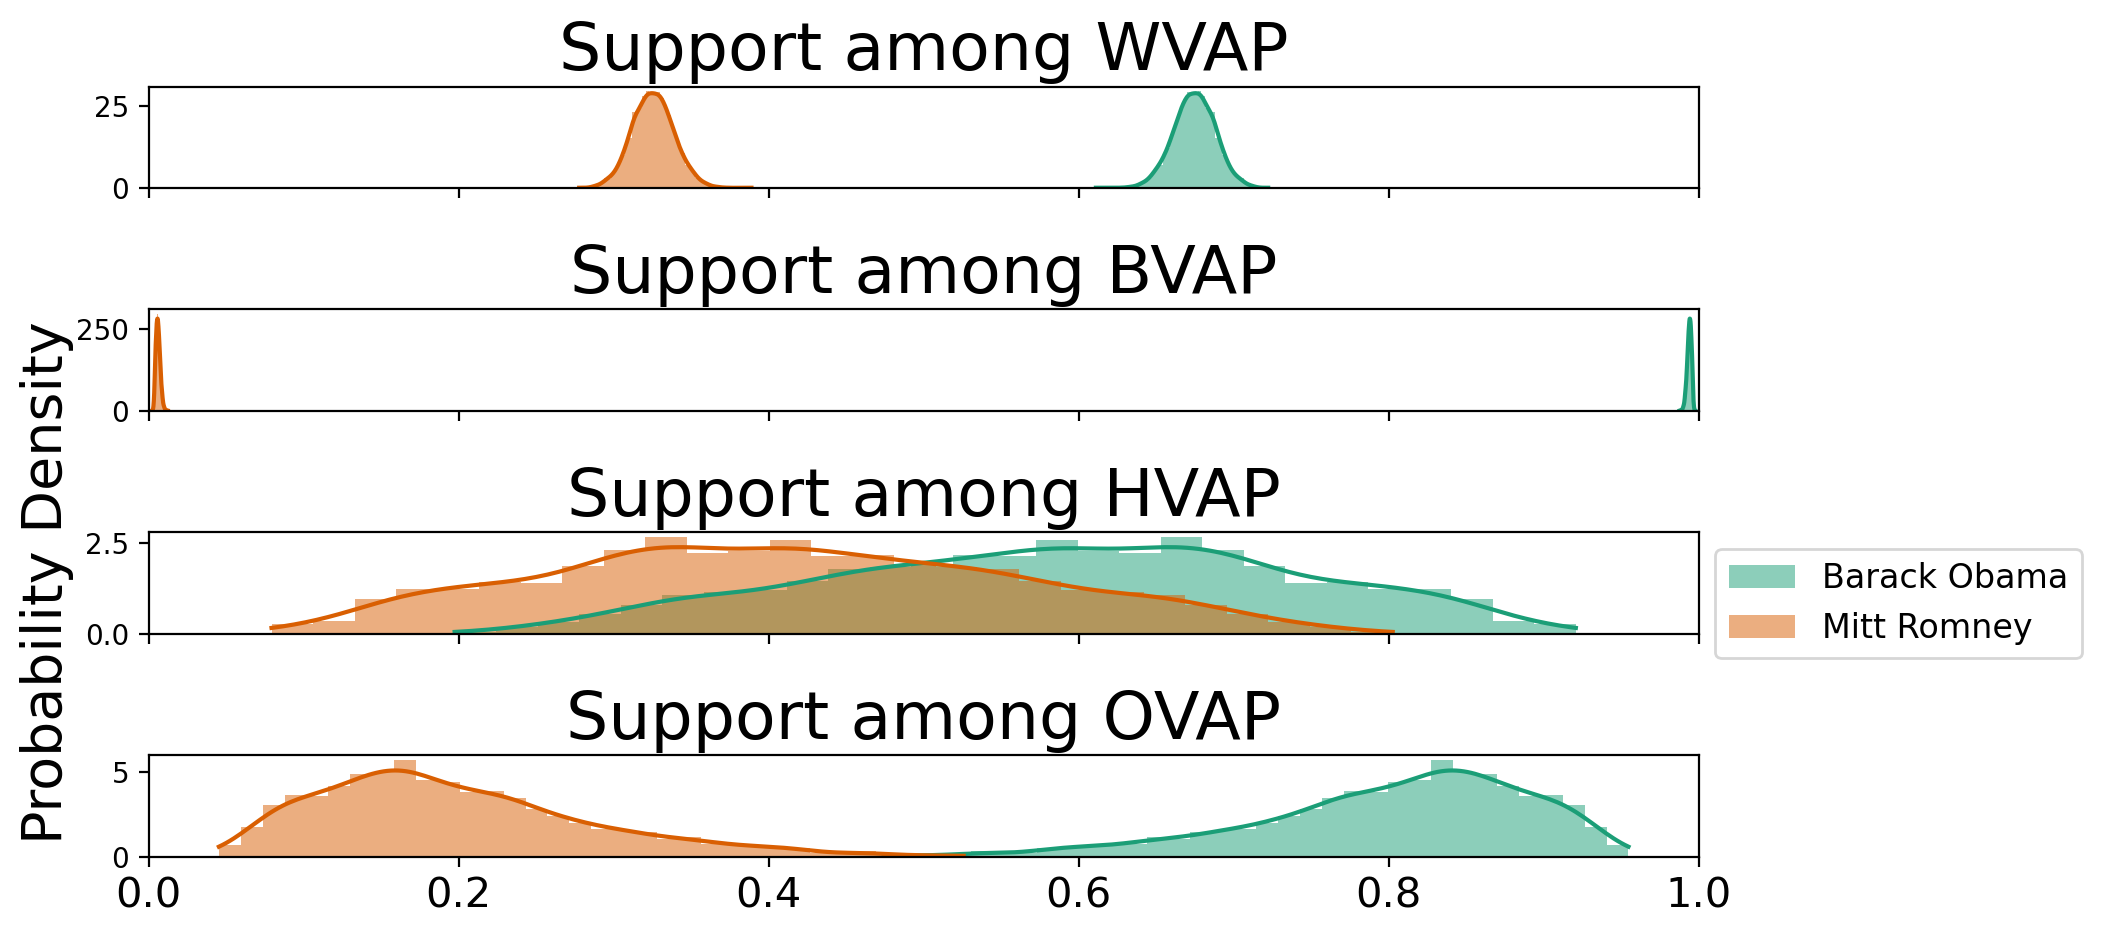 Support among WVAP
25
0
Support among BVAP
250
0
Support among HVAP
2.5
0.0
Support among OVAP
5
0
0.0 0.2 0.4 0.6 0.8 1.0
Probability Density
Barack Obama
Mitt Romney